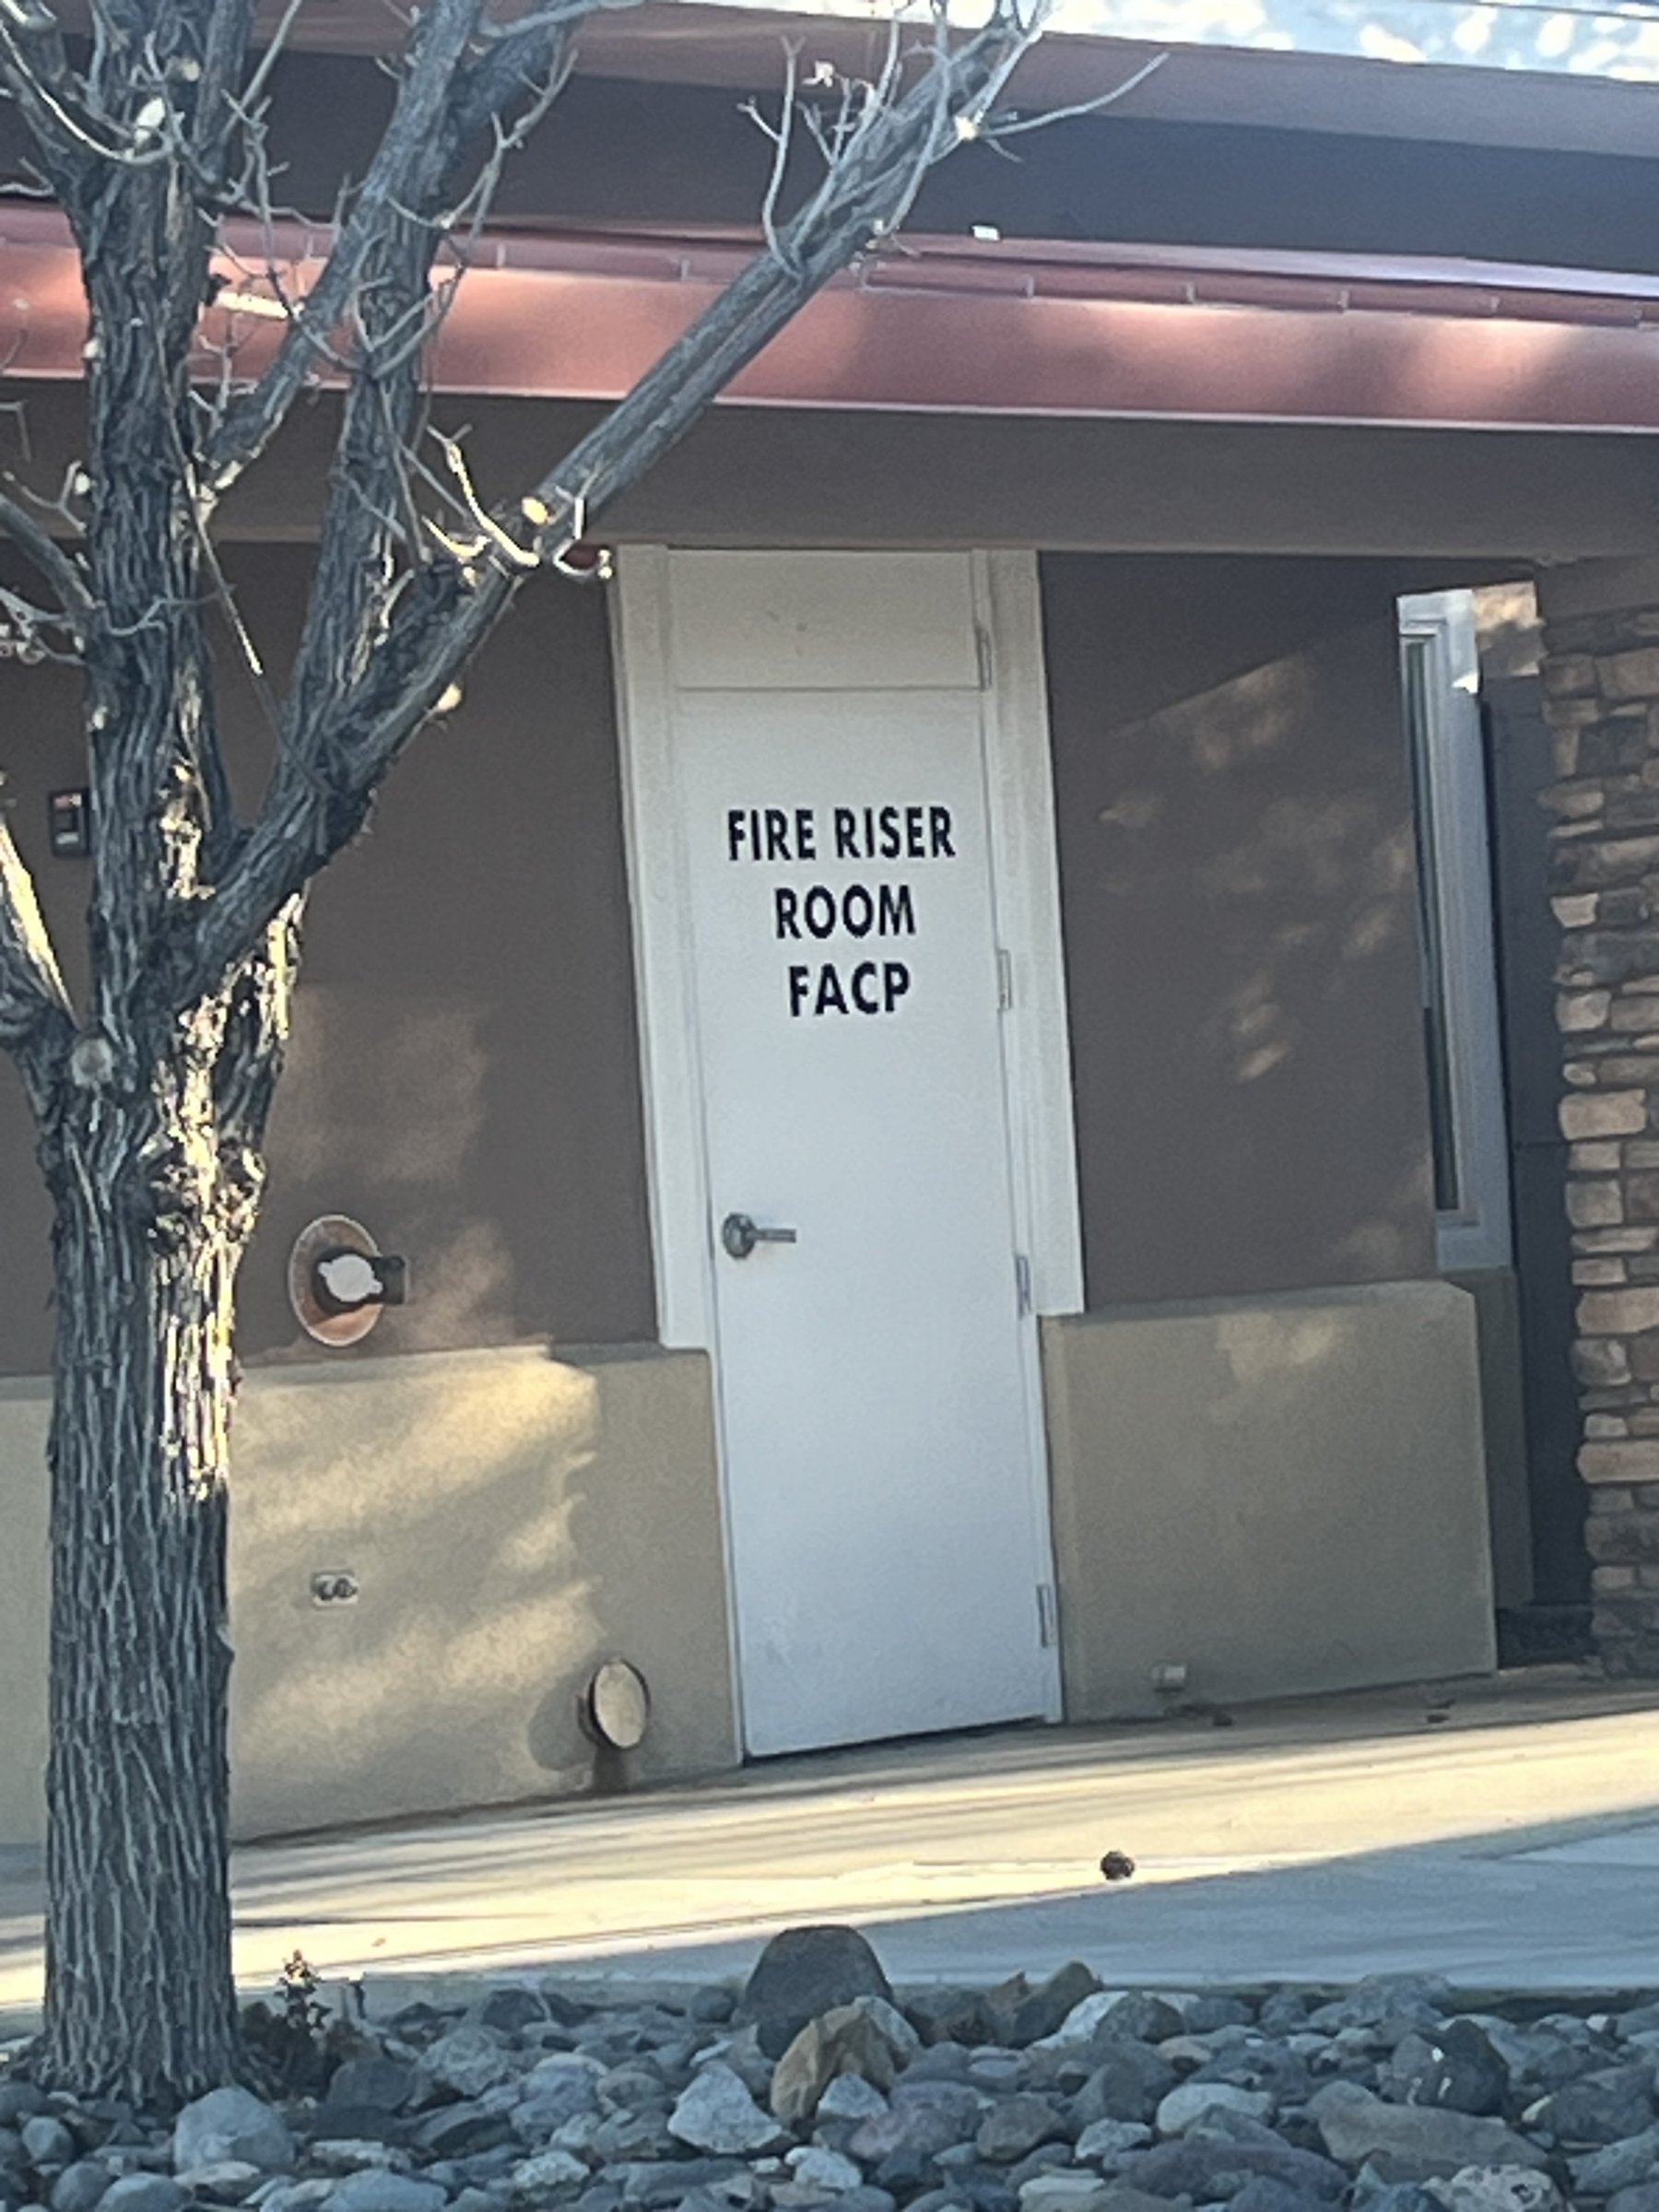 FIRE RISER
ROOM
FACP